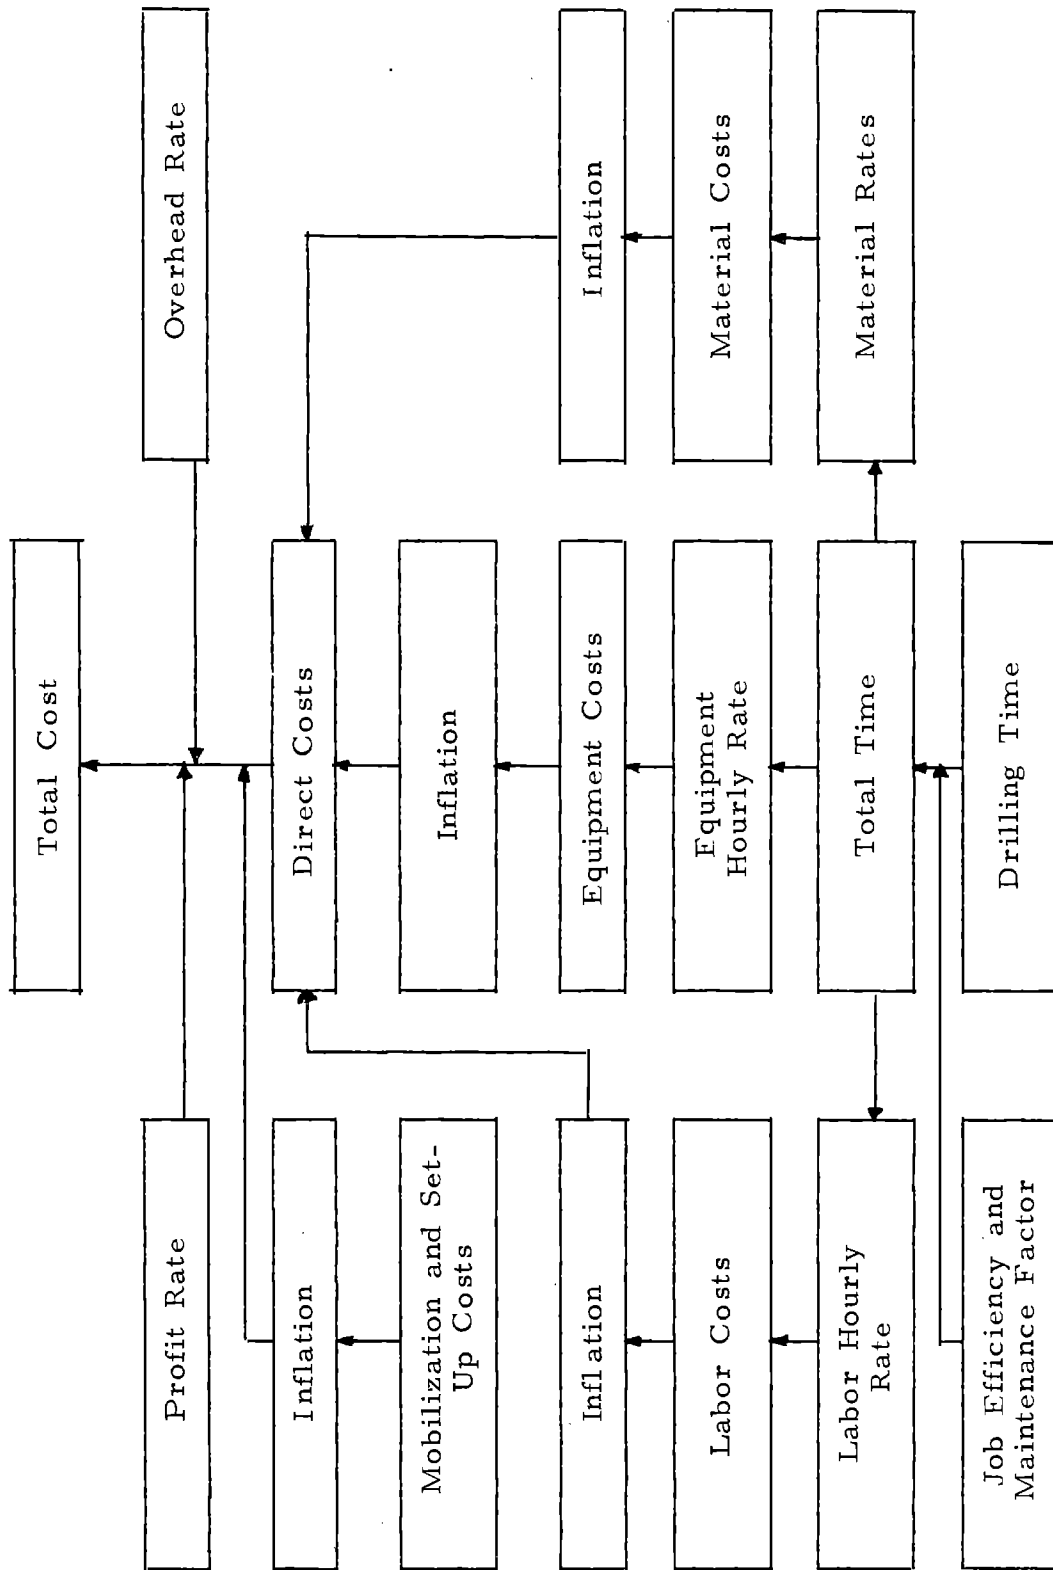 Total Cost
Profit Rate
Overhead Rate
Inflation
Direct Costs
Mobilization and Set-
Up Costs
Inflation
Inflation
Equipment Costs
Inflation
Labor Costs
Equipment
Hourly Rate
Material Costs
Labor Hourly
Rate
Total Time
Material Rates
Job Efficiency and
Maintenance Factor
Drilling Time